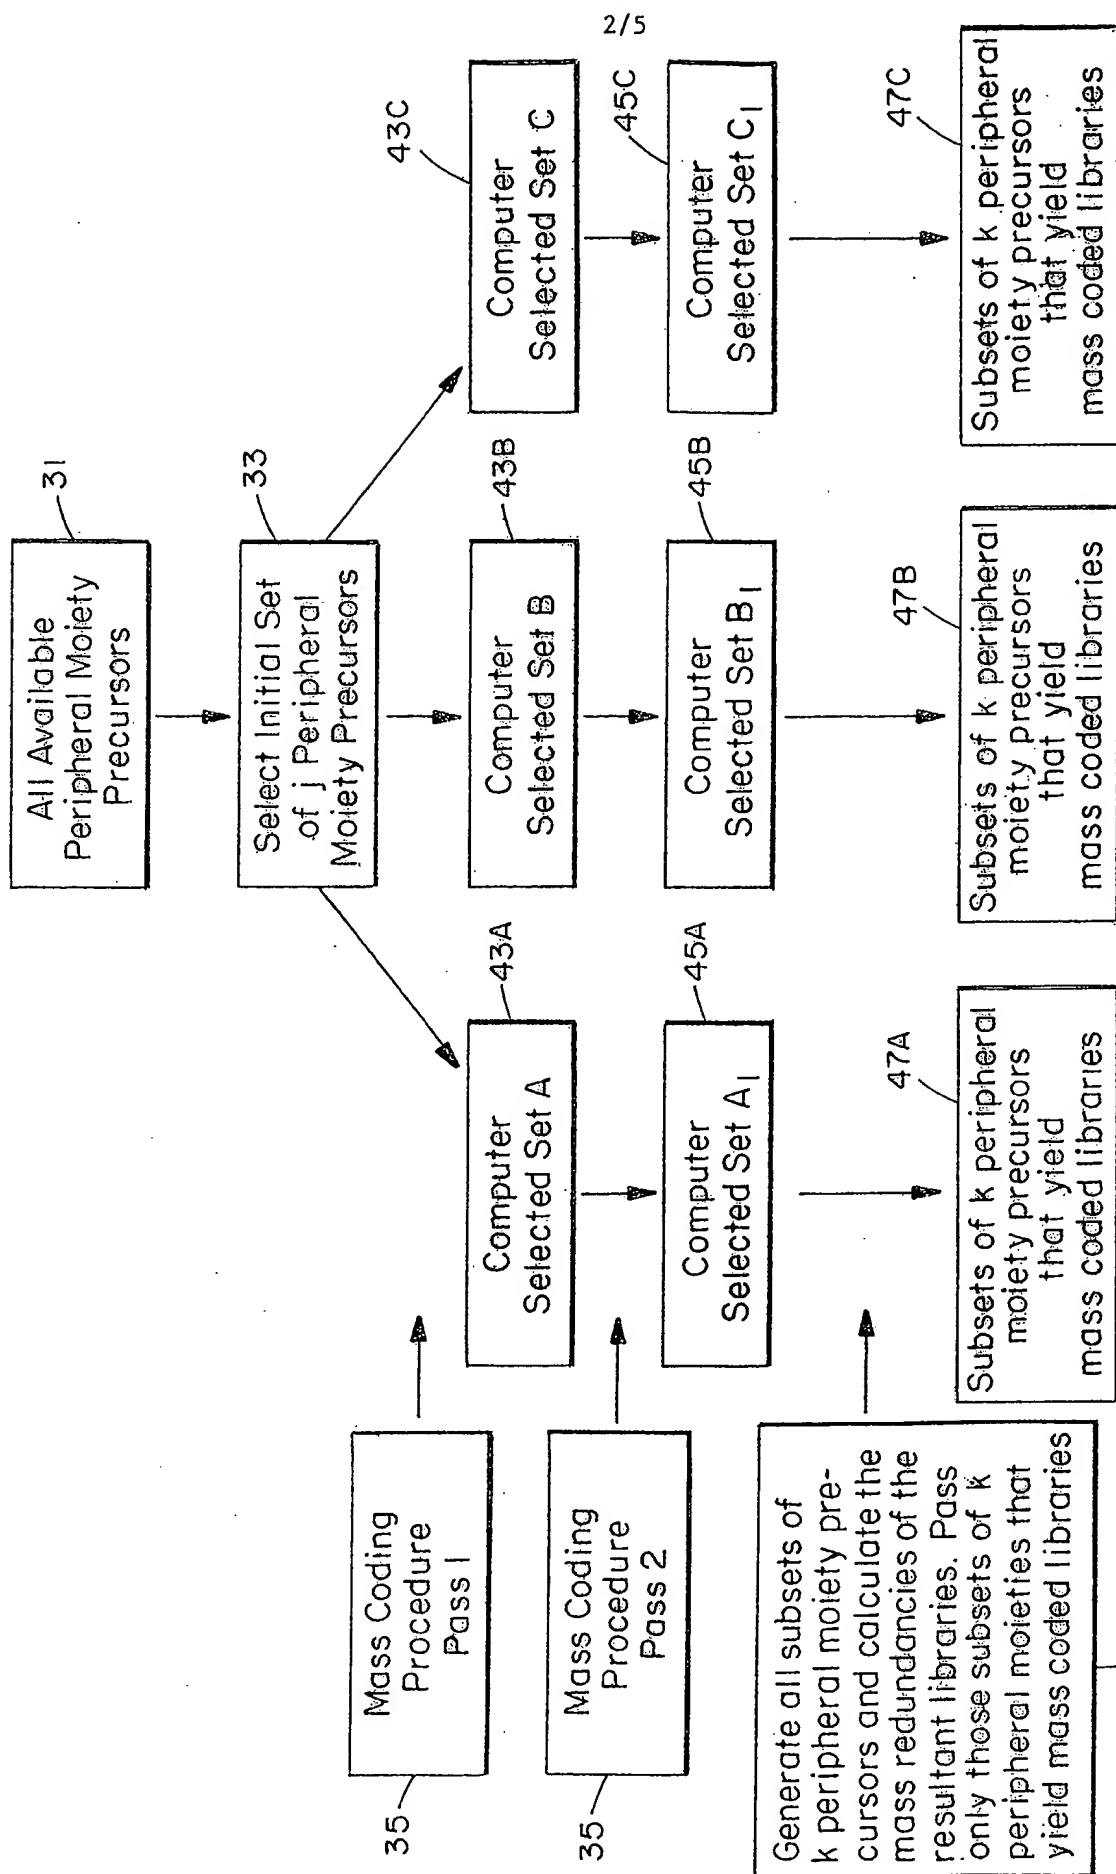 2/5
All Available
Peripheral Moiety
Precursors
31
Select Initial Set
of j Peripheral
Moiety Precursors
33
Mass Coding
Procedure
Pass 1
35
Computer
Selected Set A
43A
Computer
Selected Set B
43B
Computer
Selected Set C
43C
Mass Coding
Procedure
Pass 2
35
Computer
Selected Set A1
45A
Computer
Selected Set B1
45B
Computer
Selected Set C1
45C
Generate all subsets of
k peripheral moiety pre-
cursors and calculate the
mass redundancies of the
resultant libraries. Pass
only those subsets of k
peripheral moieties that
yield mass coded libraries
Subsets of k peripheral
moiety precursors
that yield
mass coded libraries
47A
Subsets of k peripheral
moiety precursors
that yield
mass coded libraries
47B
Subsets of k peripheral
moiety precursors
that yield
mass coded libraries
47C